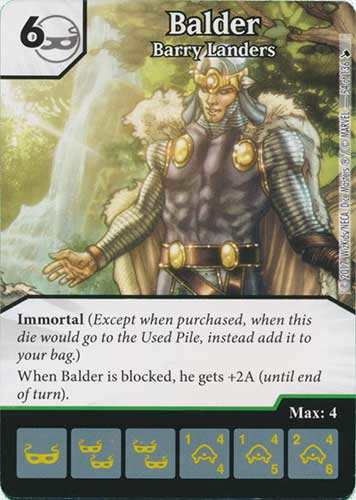 6
Balder
Barry Landers
Immortal (Except when purchased, when this
die would go to the Used Pile, instead add it to
your bag.)
When Balder is blocked, he gets +2A (until end
of turn).
Max: 4
1 4 4
1 4 5
2 4 6